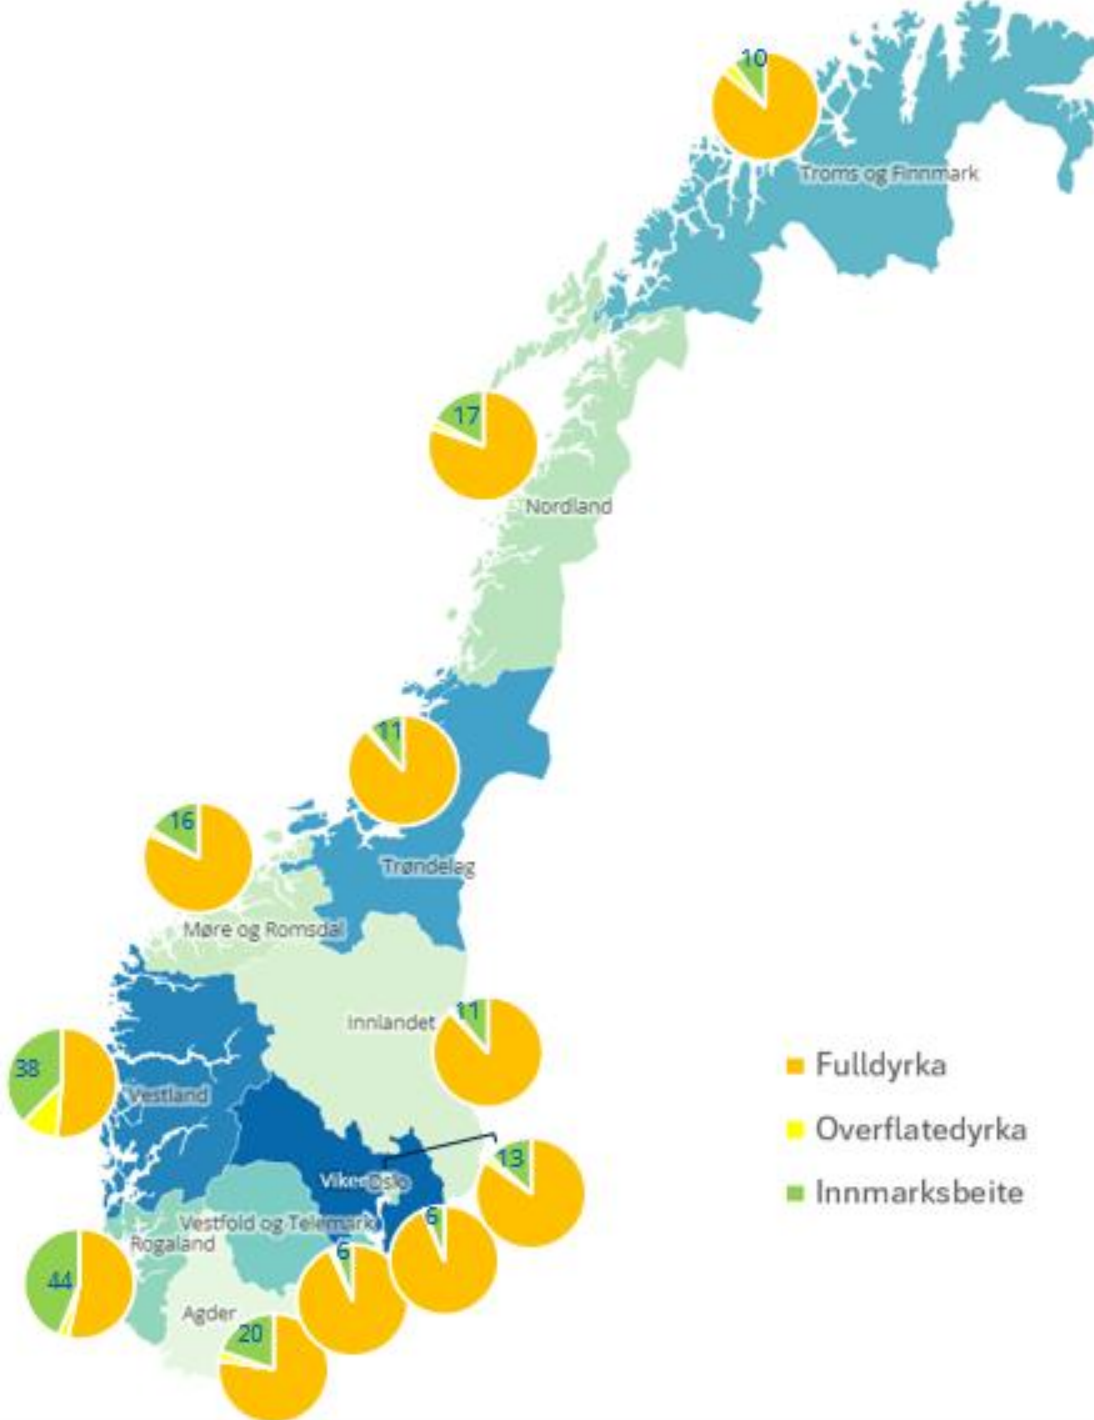 10
Troms og Finnmark
17
Nordland
11
16
Trøndelag
Møre og Romsdal
11
Innlandet
38
Vestland
13
Viken
Oslo
6
Vestfold og Telemark
Rogaland
6
44
Agder
20
Fulldyrka
Overflatedyrka
Innmarksbeite